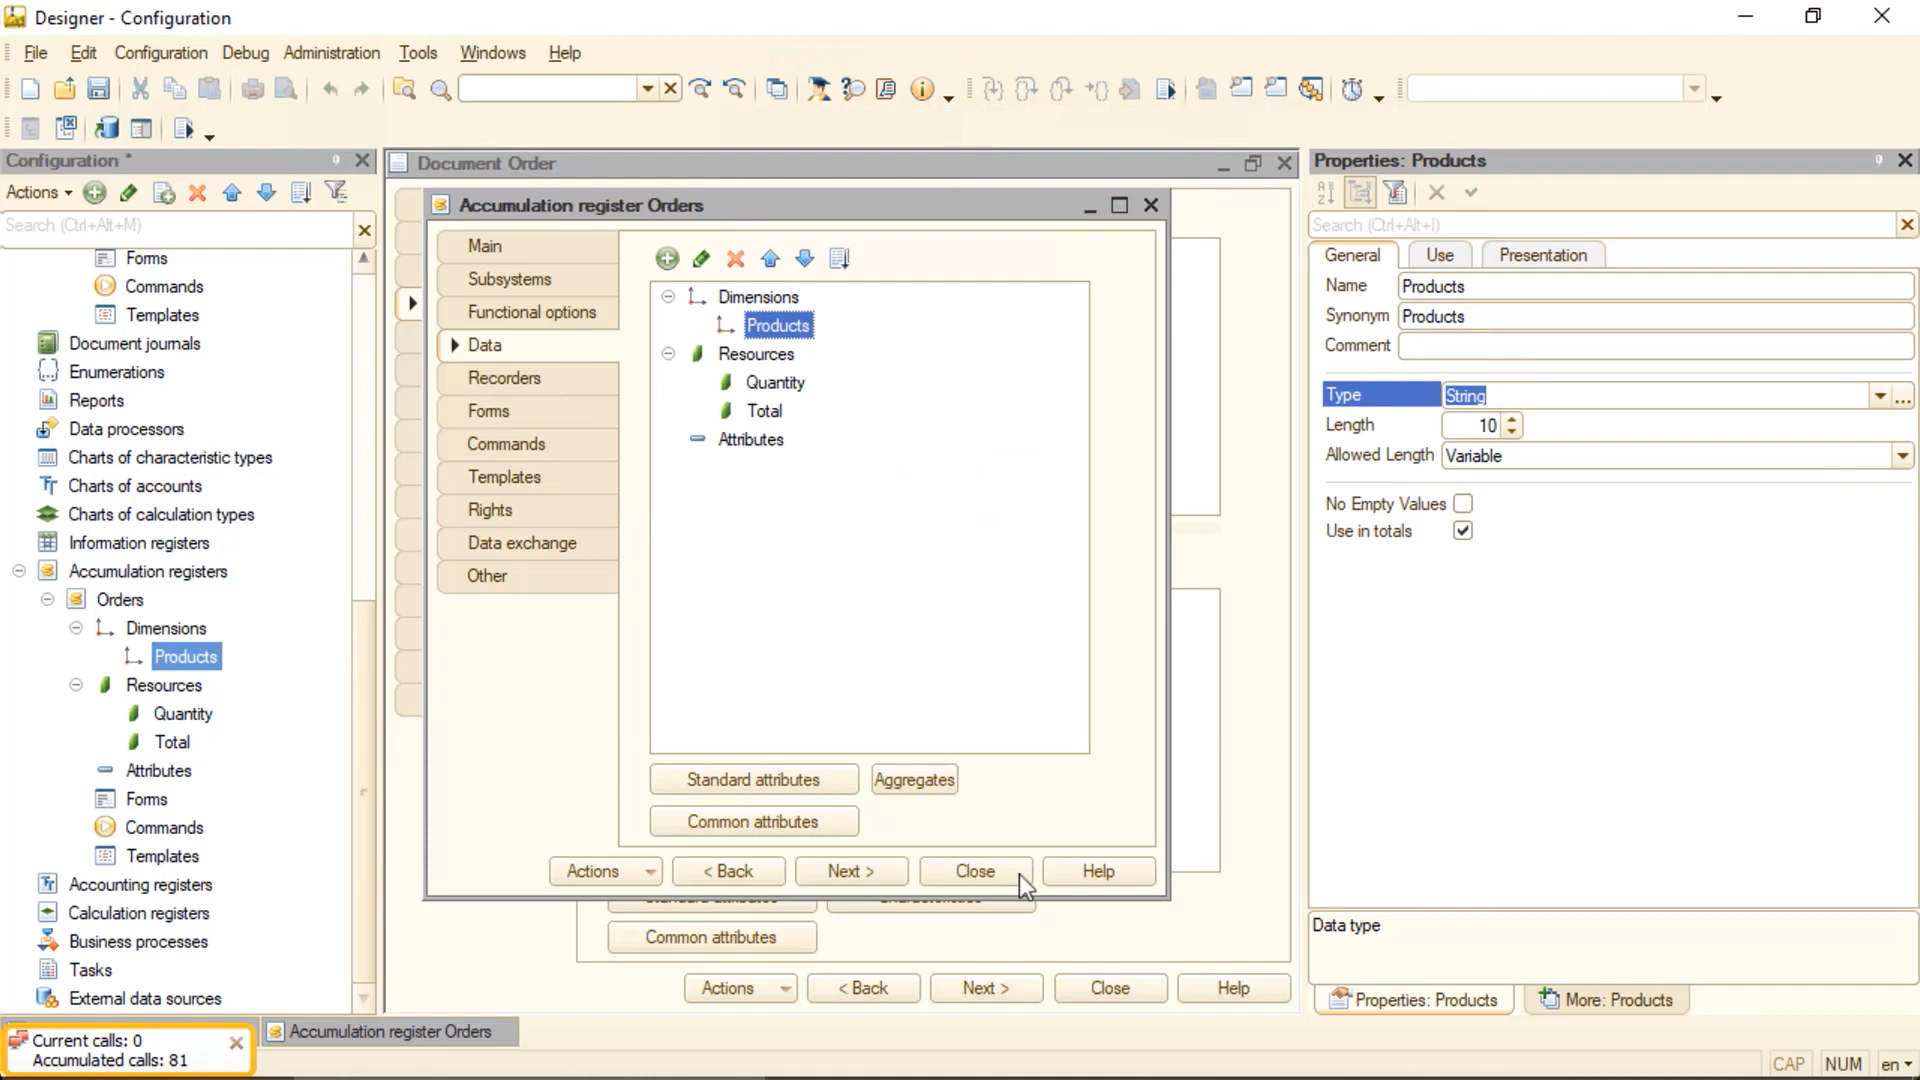 Designer - Configuration
File Edit Configuration Debug Administration Tools Windows Help
Configuration *
Actions
Search (Ctrl+Alt+M)
Forms
Commands
Templates
Document journals
Enumerations
Reports
Data processors
Charts of characteristic types
Charts of accounts
Charts of calculation types
Information registers
Accumulation registers
Orders
Dimensions
Products
Resources
Quantity
Total
Attributes
Forms
Commands
Templates
Accounting registers
Calculation registers
Business processes
Tasks
External data sources
Document Order
Accumulation register Orders
Main
Subsystems
Functional options
Data
Recorders
Forms
Commands
Templates
Rights
Data exchange
Other
Dimensions
Products
Resources
Quantity
Total
Attributes
Standard attributes Aggregates
Common attributes
Actions < Back Next > Close Help
Standard attributes Characteristics
Common attributes
Actions < Back Next > Close Help
Properties: Products
Search (Ctrl+Alt+I)
General Use Presentation
Name Products
Synonym Products
Comment
Type String
Length 10
Allowed Length Variable
No Empty Values
Use in totals
Data type
Properties: Products More: Products
Current calls: 0
Accumulated calls: 81
Accumulation register Orders
CAP NUM en